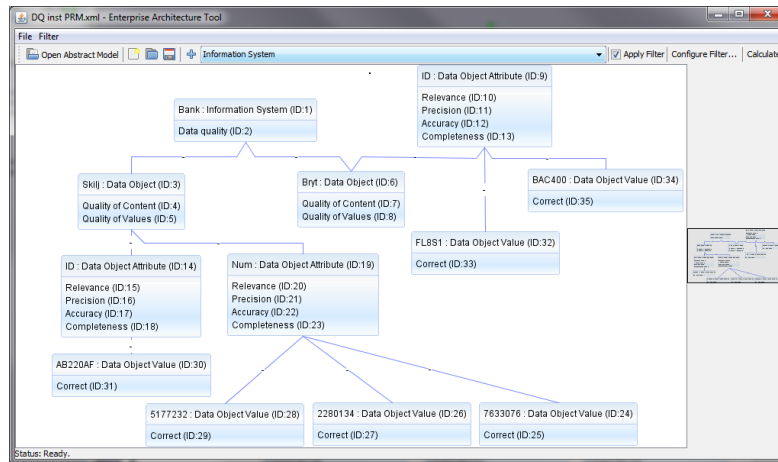 DQ inst PRM.xml - Enterprise Architecture Tool
File Filter
Open Abstract Model Information System Apply Filter Configure Filter... Calculate
ID : Data Object Attribute (ID:9)
Relevance (ID:10)
Precision (ID:11)
Accuracy (ID:12)
Completeness (ID:13)
Bank : Information System (ID:1)
Data quality (ID:2)
Skilj : Data Object (ID:3)
Quality of Content (ID:4)
Quality of Values (ID:5)
Bryt : Data Object (ID:6)
Quality of Content (ID:7)
Quality of Values (ID:8)
BAC400 : Data Object Value (ID:34)
Correct (ID:35)
FL8S1 : Data Object Value (ID:32)
Correct (ID:33)
ID : Data Object Attribute (ID:14)
Relevance (ID:15)
Precision (ID:16)
Accuracy (ID:17)
Completeness (ID:18)
Num : Data Object Attribute (ID:19)
Relevance (ID:20)
Precision (ID:21)
Accuracy (ID:22)
Completeness (ID:23)
AB220AF : Data Object Value (ID:30)
Correct (ID:31)
5177232 : Data Object Value (ID:28)
Correct (ID:29)
2280134 : Data Object Value (ID:26)
Correct (ID:27)
7633076 : Data Object Value (ID:24)
Correct (ID:25)
Status: Ready.